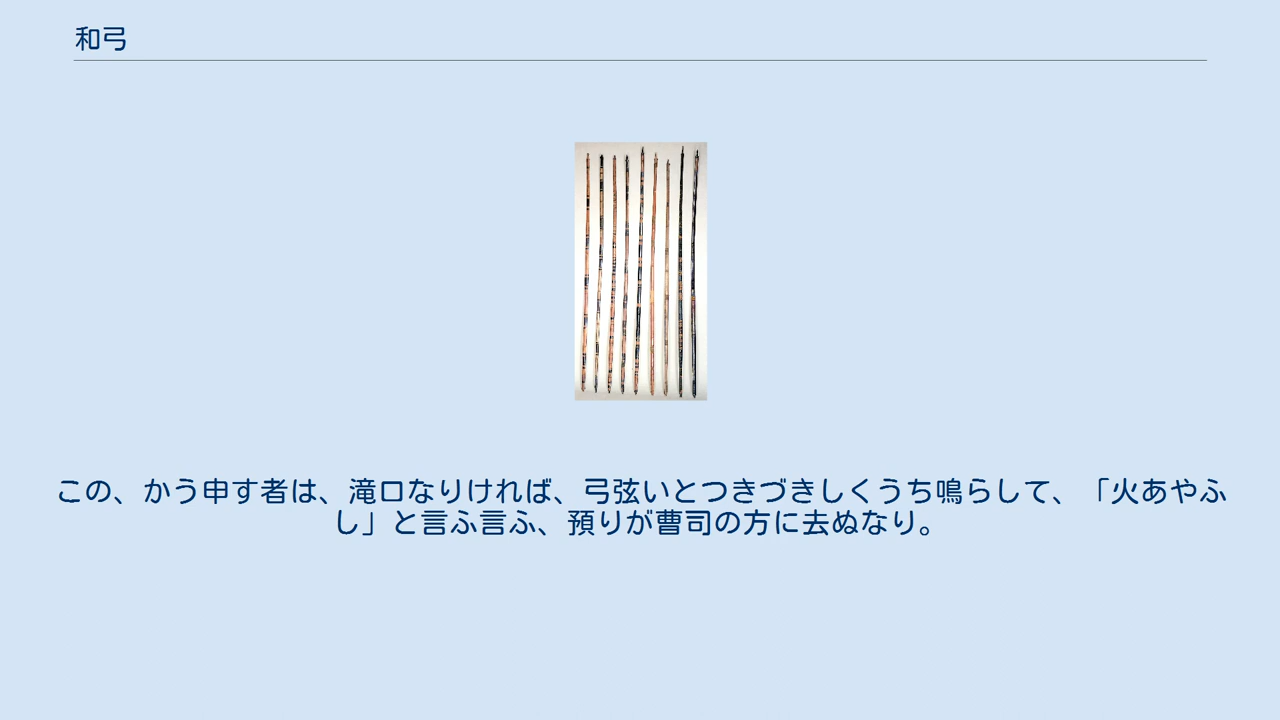 和弓
この、かう申す者は、滝口なりければ、弓弦いとつきづきしくうち鳴らして、「火あやふ
し」と言ふ言ふ、預りが曹司の方に去ぬなり。